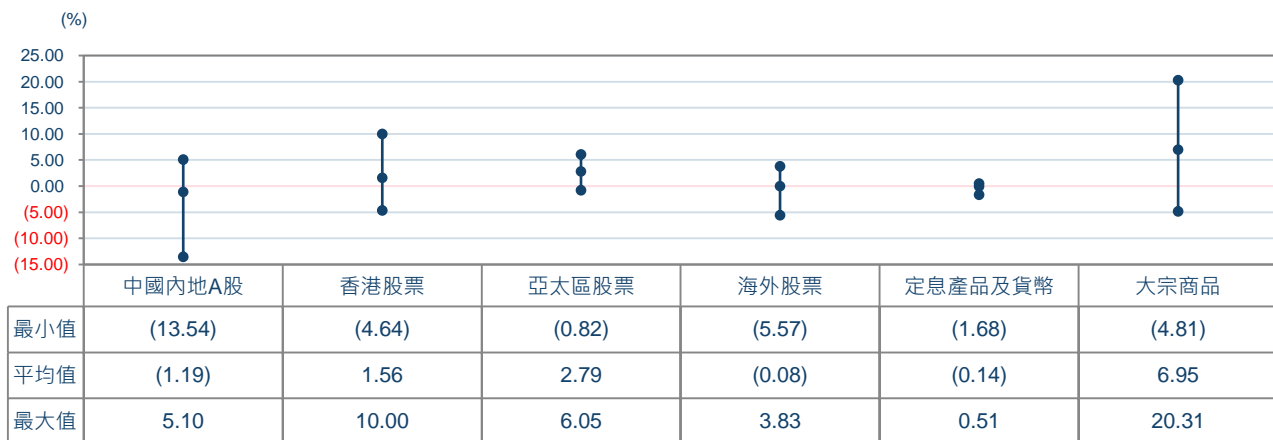 (%)
25.00
20.00
15.00
10.00
5.00
0.00
(5.00)
(10.00)
(15.00)
中國內地A股 香港股票 亞太區股票 海外股票 定息產品及貨幣 大宗商品
最小值 (13.54) (4.64) (0.82) (5.57) (1.68) (4.81)
平均值 (1.19) 1.56 2.79 (0.08) (0.14) 6.95
最大值 5.10 10.00 6.05 3.83 0.51 20.31